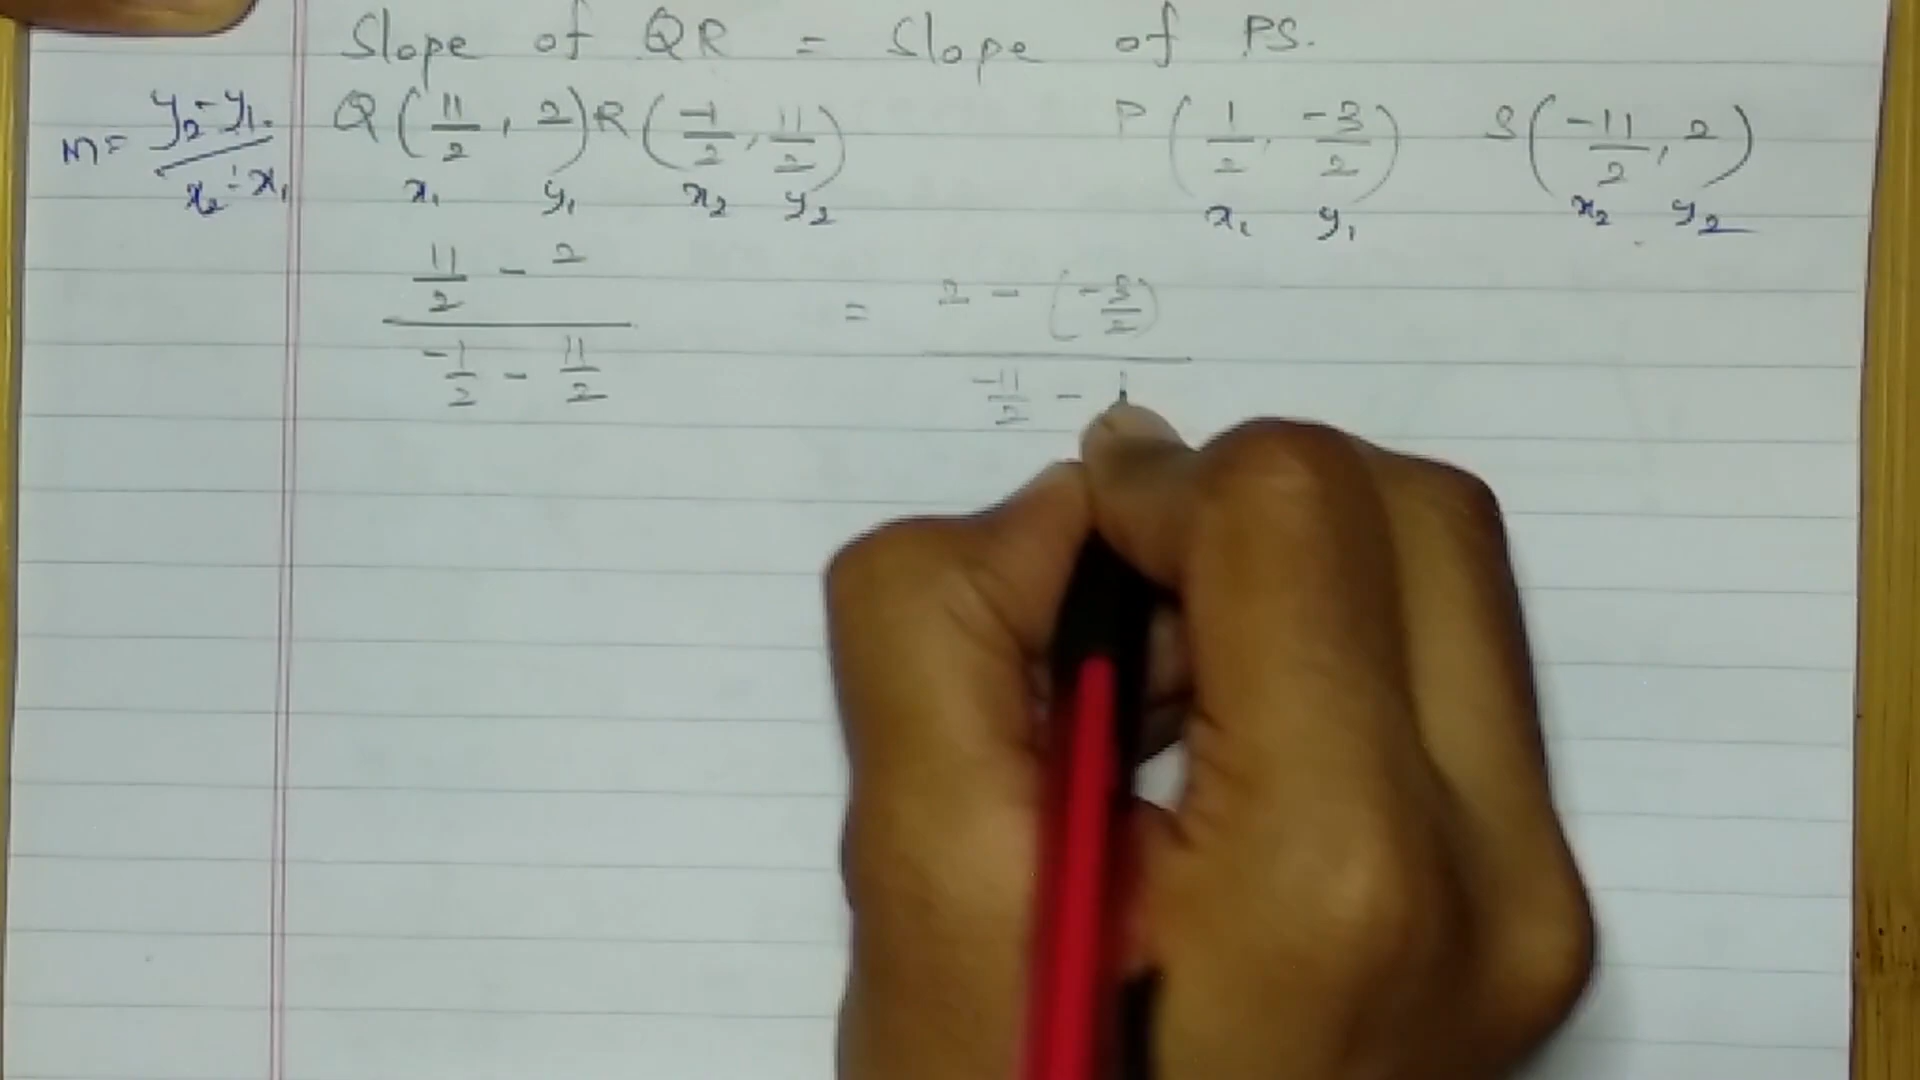 Slope of QR = Slope of PS.
m = y₂-y₁. / x₂-x₁ Q(11/2, 2) R(-1/2, 11/2) P(1/2, -3/2) S(-11/2, 2)
x₁ y₁ x₂ y₂ x₁ y₁ x₂ y₂
11/2 - 2 = 2 - (-3/2)
-1/2 - 11/2 -11/2 - 1